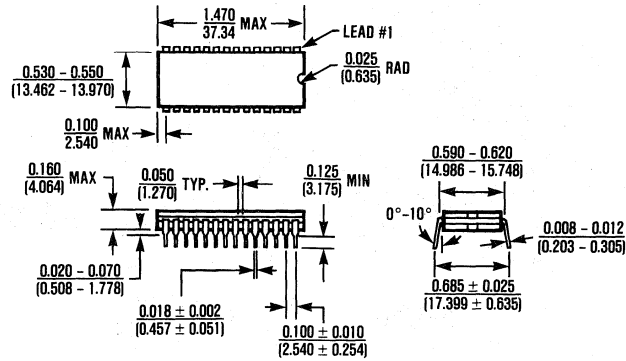 1.470
37.34
MAX
LEAD #1
0.025
(0.635)
RAD
0.530 – 0.550
(13.462 – 13.970)
0.100
2.540
MAX
0.160
(4.064)
MAX
0.050
(1.270)
TYP.
0.125
(3.175)
MIN
0.590 – 0.620
(14.986 – 15.748)
0°–10°
0.008 – 0.012
(0.203 – 0.305)
0.020 – 0.070
(0.508 – 1.778)
0.018 ± 0.002
(0.457 ± 0.051)
0.100 ± 0.010
(2.540 ± 0.254)
0.685 ± 0.025
(17.399 ± 0.635)